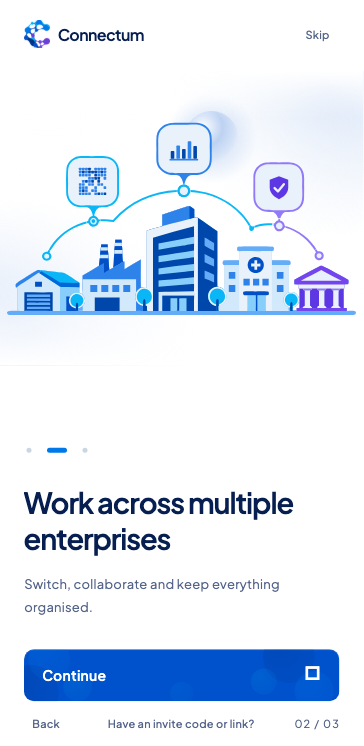 Connectum
Skip
Work across multiple
enterprises
Switch, collaborate and keep everything
organised.
Continue
Back
Have an invite code or link?
02 / 03